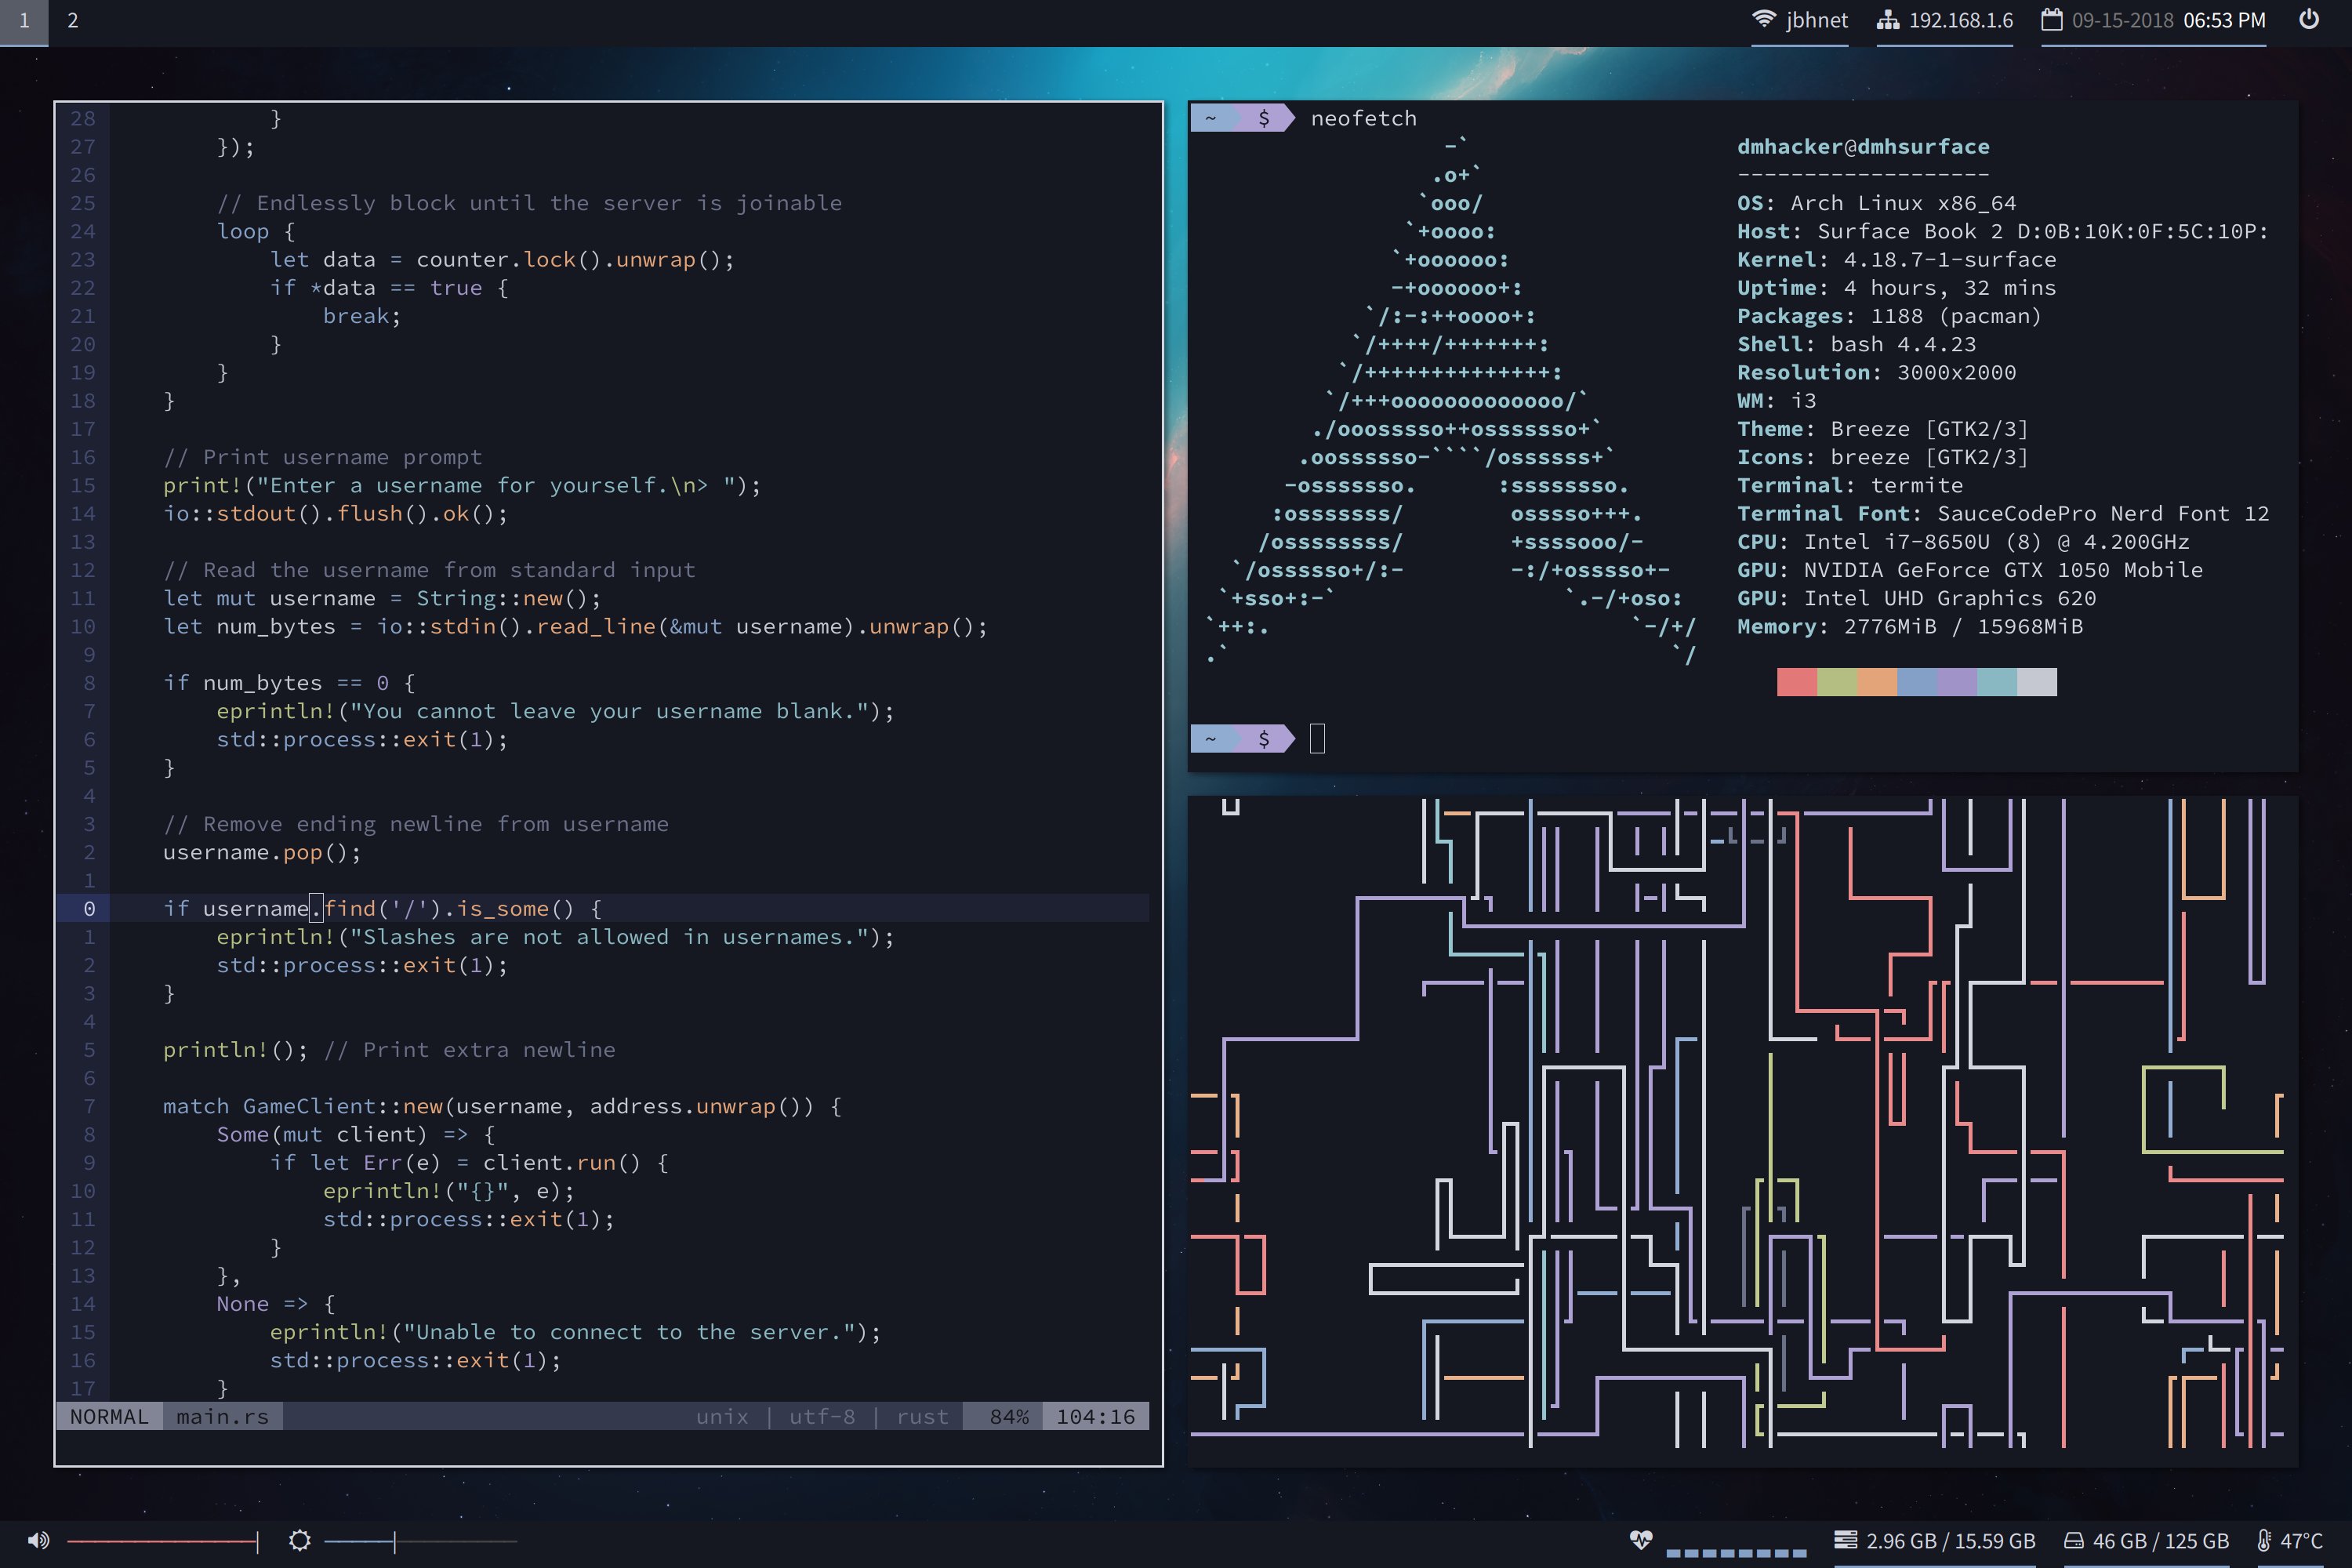 1 2 jbhnet 192.168.1.6 09-15-2018 06:53 PM
28 }
27 });
26
25 // Endlessly block until the server is joinable
24 loop {
23 let data = counter.lock().unwrap();
22 if *data == true {
21 break;
20 }
19 }
18 }
17
16 // Print username prompt
15 print!("Enter a username for yourself.\n> ");
14 io::stdout().flush().ok();
13
12 // Read the username from standard input
11 let mut username = String::new();
10 let num_bytes = io::stdin().read_line(&mut username).unwrap();
9
8 if num_bytes == 0 {
7 eprintln!("You cannot leave your username blank.");
6 std::process::exit(1);
5 }
4
3 // Remove ending newline from username
2 username.pop();
1
0 if username.find('/').is_some() {
1 eprintln!("Slashes are not allowed in usernames.");
2 std::process::exit(1);
3 }
4
5 println!(); // Print extra newline
6
7 match GameClient::new(username, address.unwrap()) {
8 Some(mut client) => {
9 if let Err(e) = client.run() {
10 eprintln!("{}", e);
11 std::process::exit(1);
12 }
13 },
14 None => {
15 eprintln!("Unable to connect to the server.");
16 std::process::exit(1);
17 }
NORMAL main.rs unix | utf-8 | rust 84% 104:16
~ $ neofetch
-`
.o+` dmhacker@dmhsurface
`ooo/ -------------------
`+oooo: OS: Arch Linux x86_64
`+oooooo: Host: Surface Book 2 D:0B:10K:0F:5C:10P:
-+oooooo+: Kernel: 4.18.7-1-surface
`/:-:++oooo+: Uptime: 4 hours, 32 mins
`/++++/+++++++: Packages: 1188 (pacman)
`/++++++++++++++: Shell: bash 4.4.23
`/+++ooooooooooooo/` Resolution: 3000x2000
./ooosssso++osssssso+` WM: i3
.oossssso-````/ossssss+` Theme: Breeze [GTK2/3]
-osssssso. :ssssssso. Icons: breeze [GTK2/3]
:osssssss/ osssso+++. Terminal: termite
/ossssssss/ +ssssooo/- Terminal Font: SauceCodePro Nerd Font 12
`/ossssso+/:- -:/+osssso+- CPU: Intel i7-8650U (8) @ 4.200GHz
`+sso+:-` `.-/+oso: GPU: NVIDIA GeForce GTX 1050 Mobile
`++:. `-/+/ GPU: Intel UHD Graphics 620
.` `/ Memory: 2776MiB / 15968MiB
~ $
2.96 GB / 15.59 GB 46 GB / 125 GB 47°C